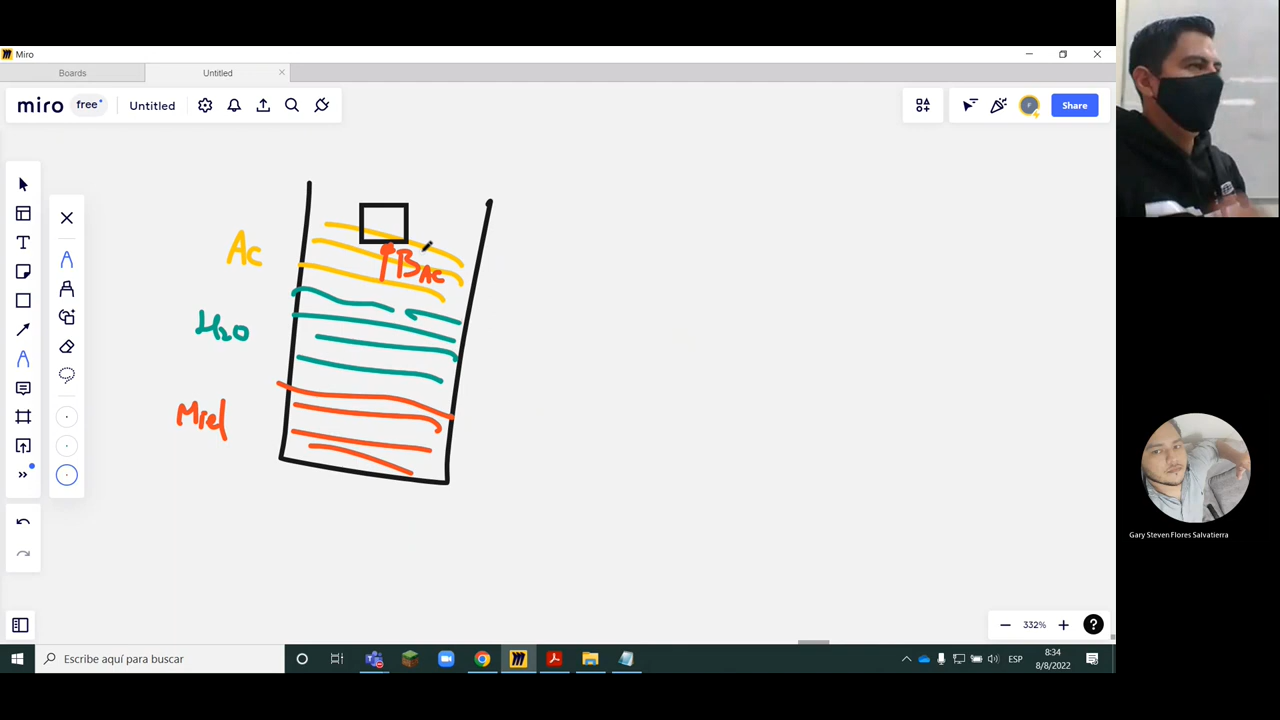 Miro
Boards
Untitled
miro free Untitled
Share
Ac
BAc
H2O
Miel
Gary Steven Flores Salvatierra
332%
Escribe aquí para buscar
ESP
8:34
8/8/2022